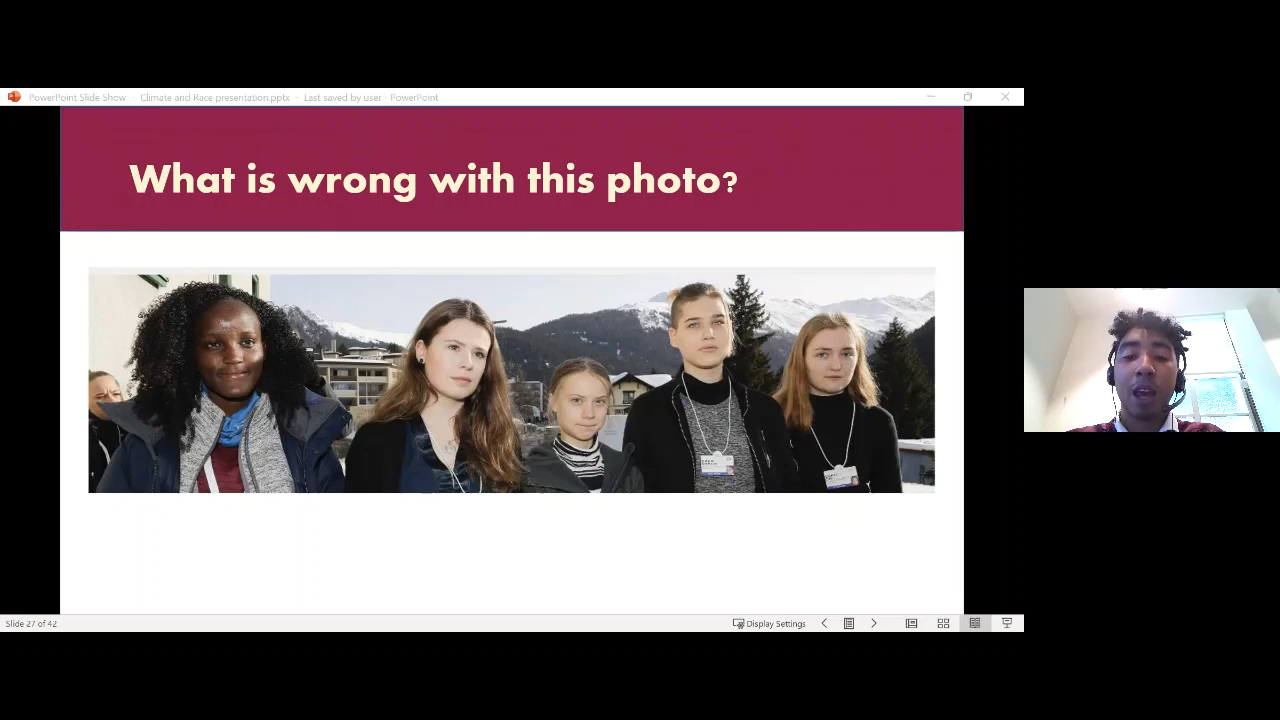 PowerPoint Slide Show - Climate and Race presentation.pptx - Last saved by user - PowerPoint
What is wrong with this photo?
Slide 27 of 42
Display Settings